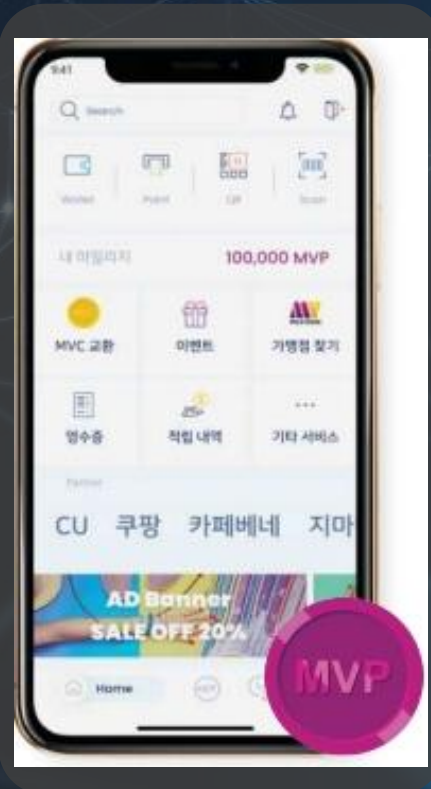 9:41
Search
Wallet Point Gift Scan
내 마일리지 100,000 MVP
MVC 교환 이벤트 가맹점 찾기
영수증 적립 내역 기타 서비스
Partner
CU 쿠팡 카페베네 지마
AD Banner
SALE OFF 20%
Home
MVP